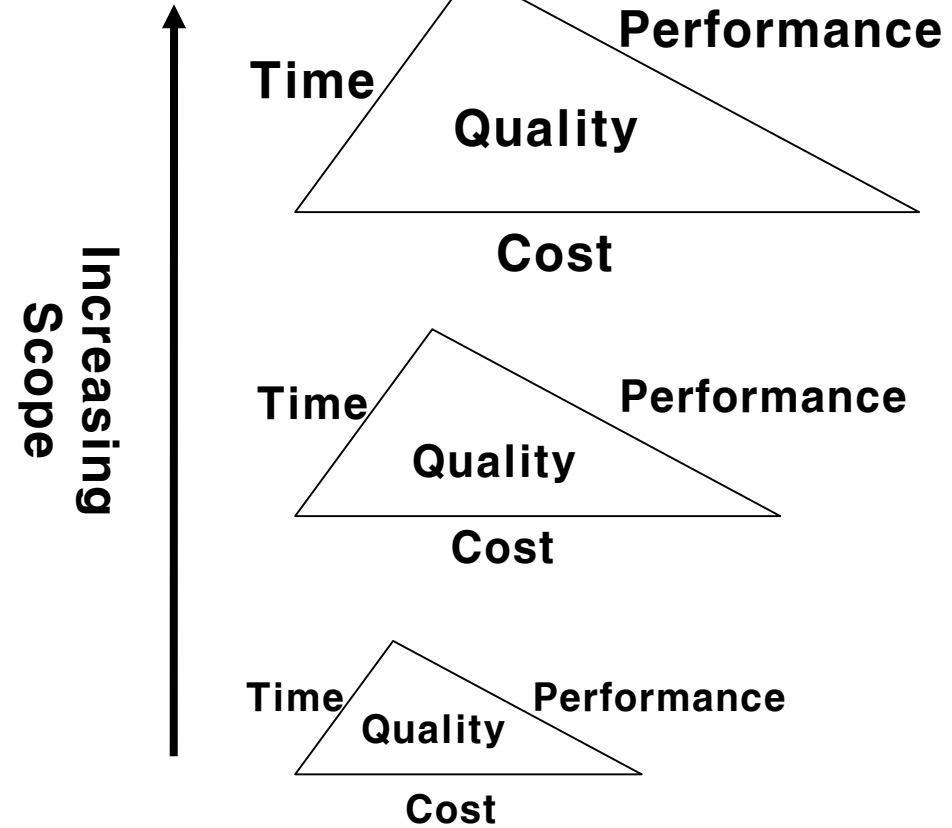 Performance
Time
Quality
Cost
Increasing
Scope
Time
Performance
Quality
Cost
Time
Performance
Quality
Cost